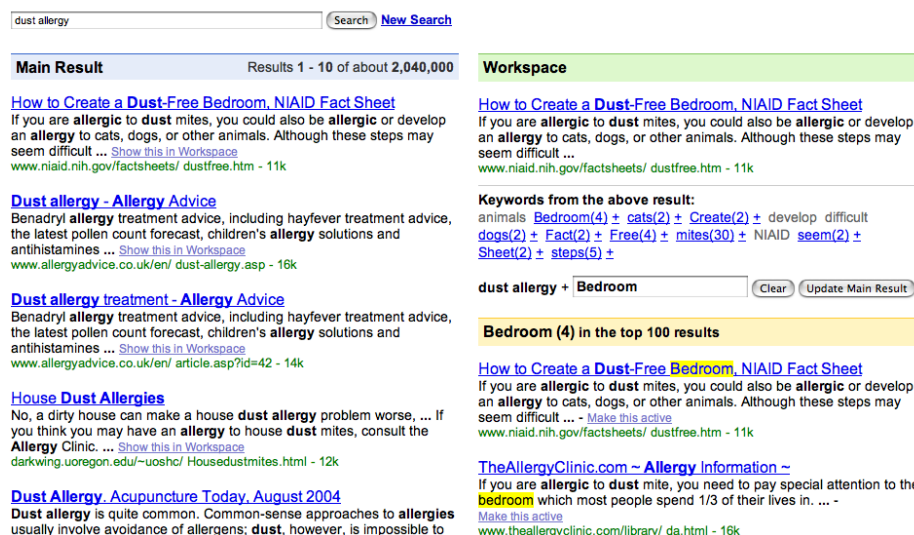 dust allergy Search New Search
Main Result Results 1 - 10 of about 2,040,000
How to Create a Dust-Free Bedroom, NIAID Fact Sheet
If you are allergic to dust mites, you could also be allergic or develop
an allergy to cats, dogs, or other animals. Although these steps may
seem difficult ... Show this in Workspace
www.niaid.nih.gov/factsheets/ dustfree.htm - 11k
Dust allergy - Allergy Advice
Benadryl allergy treatment advice, including hayfever treatment advice,
the latest pollen count forecast, children's allergy solutions and
antihistamines ... Show this in Workspace
www.allergyadvice.co.uk/en/ dust-allergy.asp - 16k
Dust allergy treatment - Allergy Advice
Benadryl allergy treatment advice, including hayfever treatment advice,
the latest pollen count forecast, children's allergy solutions and
antihistamines ... Show this in Workspace
www.allergyadvice.co.uk/en/ article.asp?id=42 - 14k
House Dust Allergies
No, a dirty house can make a house dust allergy problem worse, ... If
you think you may have an allergy to house dust mites, consult the
Allergy Clinic. ... Show this in Workspace
darkwing.uoregon.edu/~uoshc/ Housedustmites.html - 12k
Dust Allergy. Acupuncture Today, August 2004
Dust allergy is quite common. Common-sense approaches to allergies
usually involve avoidance of allergens; dust, however, is impossible to
Workspace
How to Create a Dust-Free Bedroom, NIAID Fact Sheet
If you are allergic to dust mites, you could also be allergic or develop
an allergy to cats, dogs, or other animals. Although these steps may
seem difficult ...
www.niaid.nih.gov/factsheets/ dustfree.htm - 11k
Keywords from the above result:
animals Bedroom(4) + cats(2) + Create(2) + develop difficult
dogs(2) + Fact(2) + Free(4) + mites(30) + NIAID seem(2) +
Sheet(2) + steps(5) +
dust allergy + Bedroom Clear Update Main Result
Bedroom (4) in the top 100 results
How to Create a Dust-Free Bedroom, NIAID Fact Sheet
If you are allergic to dust mites, you could also be allergic or develop
an allergy to cats, dogs, or other animals. Although these steps may
seem difficult ... - Make this active
www.niaid.nih.gov/factsheets/ dustfree.htm - 11k
TheAllergyClinic.com ~ Allergy Information ~
If you are allergic to dust mite, you need to pay special attention to the
bedroom which most people spend 1/3 of their lives in. ... -
Make this active
www.theallergyclinic.com/library/ da.html - 16k